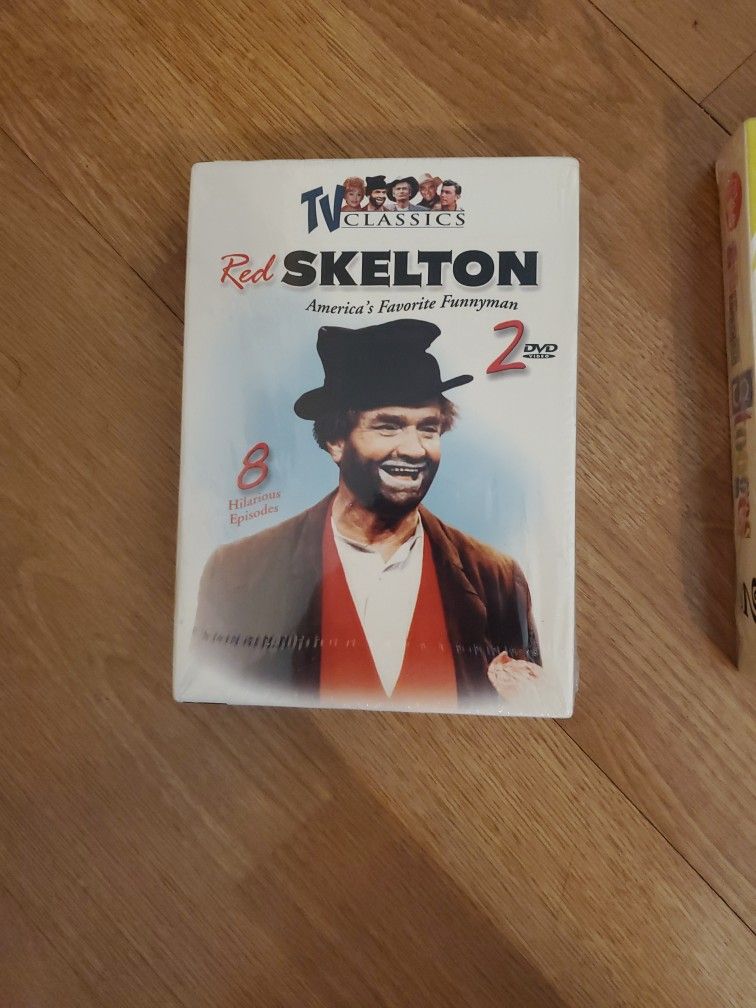 TV CLASSICS
Red SKELTON
America's Favorite Funnyman
2 DVD
VIDEO
8
Hilarious
Episodes